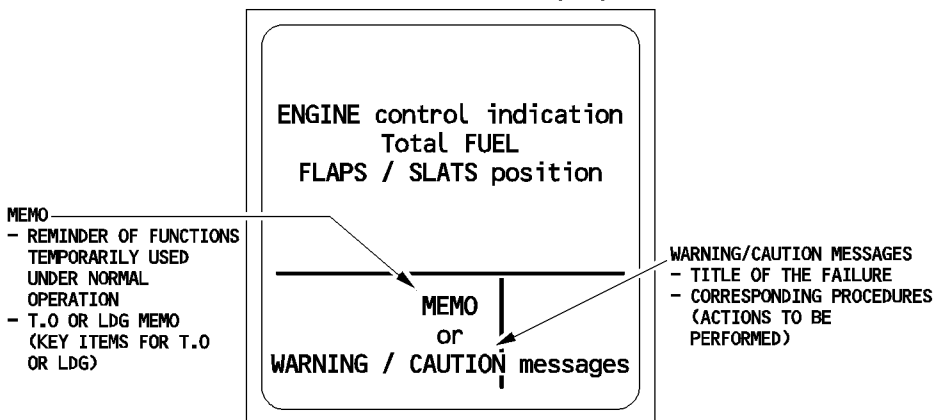 ENGINE control indication
Total FUEL
FLAPS / SLATS position
MEMO
- REMINDER OF FUNCTIONS
TEMPORARILY USED
UNDER NORMAL
OPERATION
- T.O OR LDG MEMO
(KEY ITEMS FOR T.O
OR LDG)
MEMO
or
WARNING / CAUTION messages
WARNING/CAUTION MESSAGES
- TITLE OF THE FAILURE
- CORRESPONDING PROCEDURES
(ACTIONS TO BE
PERFORMED)